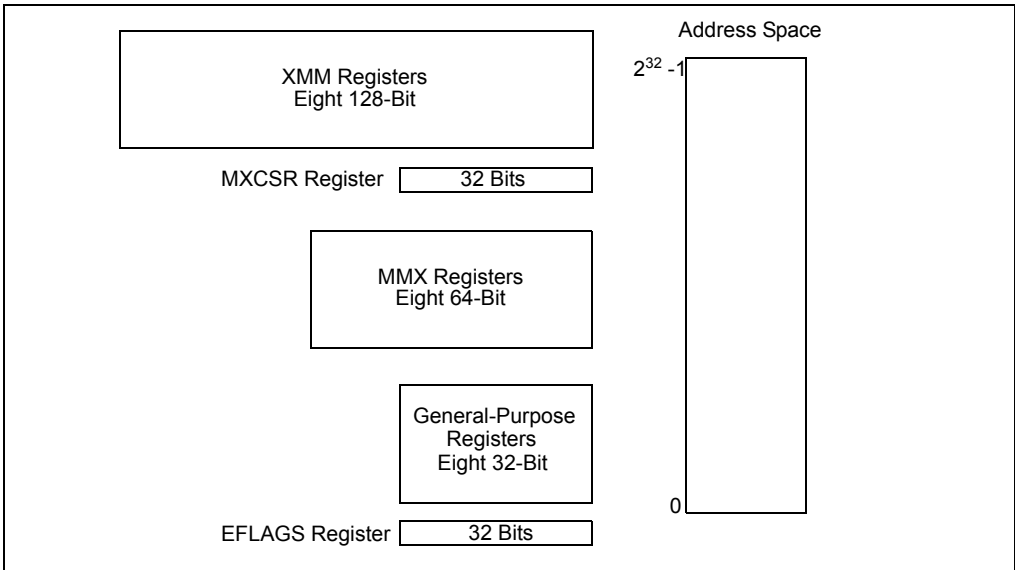 Address Space
2³² -1
XMM Registers
Eight 128-Bit
MXCSR Register
32 Bits
MMX Registers
Eight 64-Bit
General-Purpose
Registers
Eight 32-Bit
0
EFLAGS Register
32 Bits